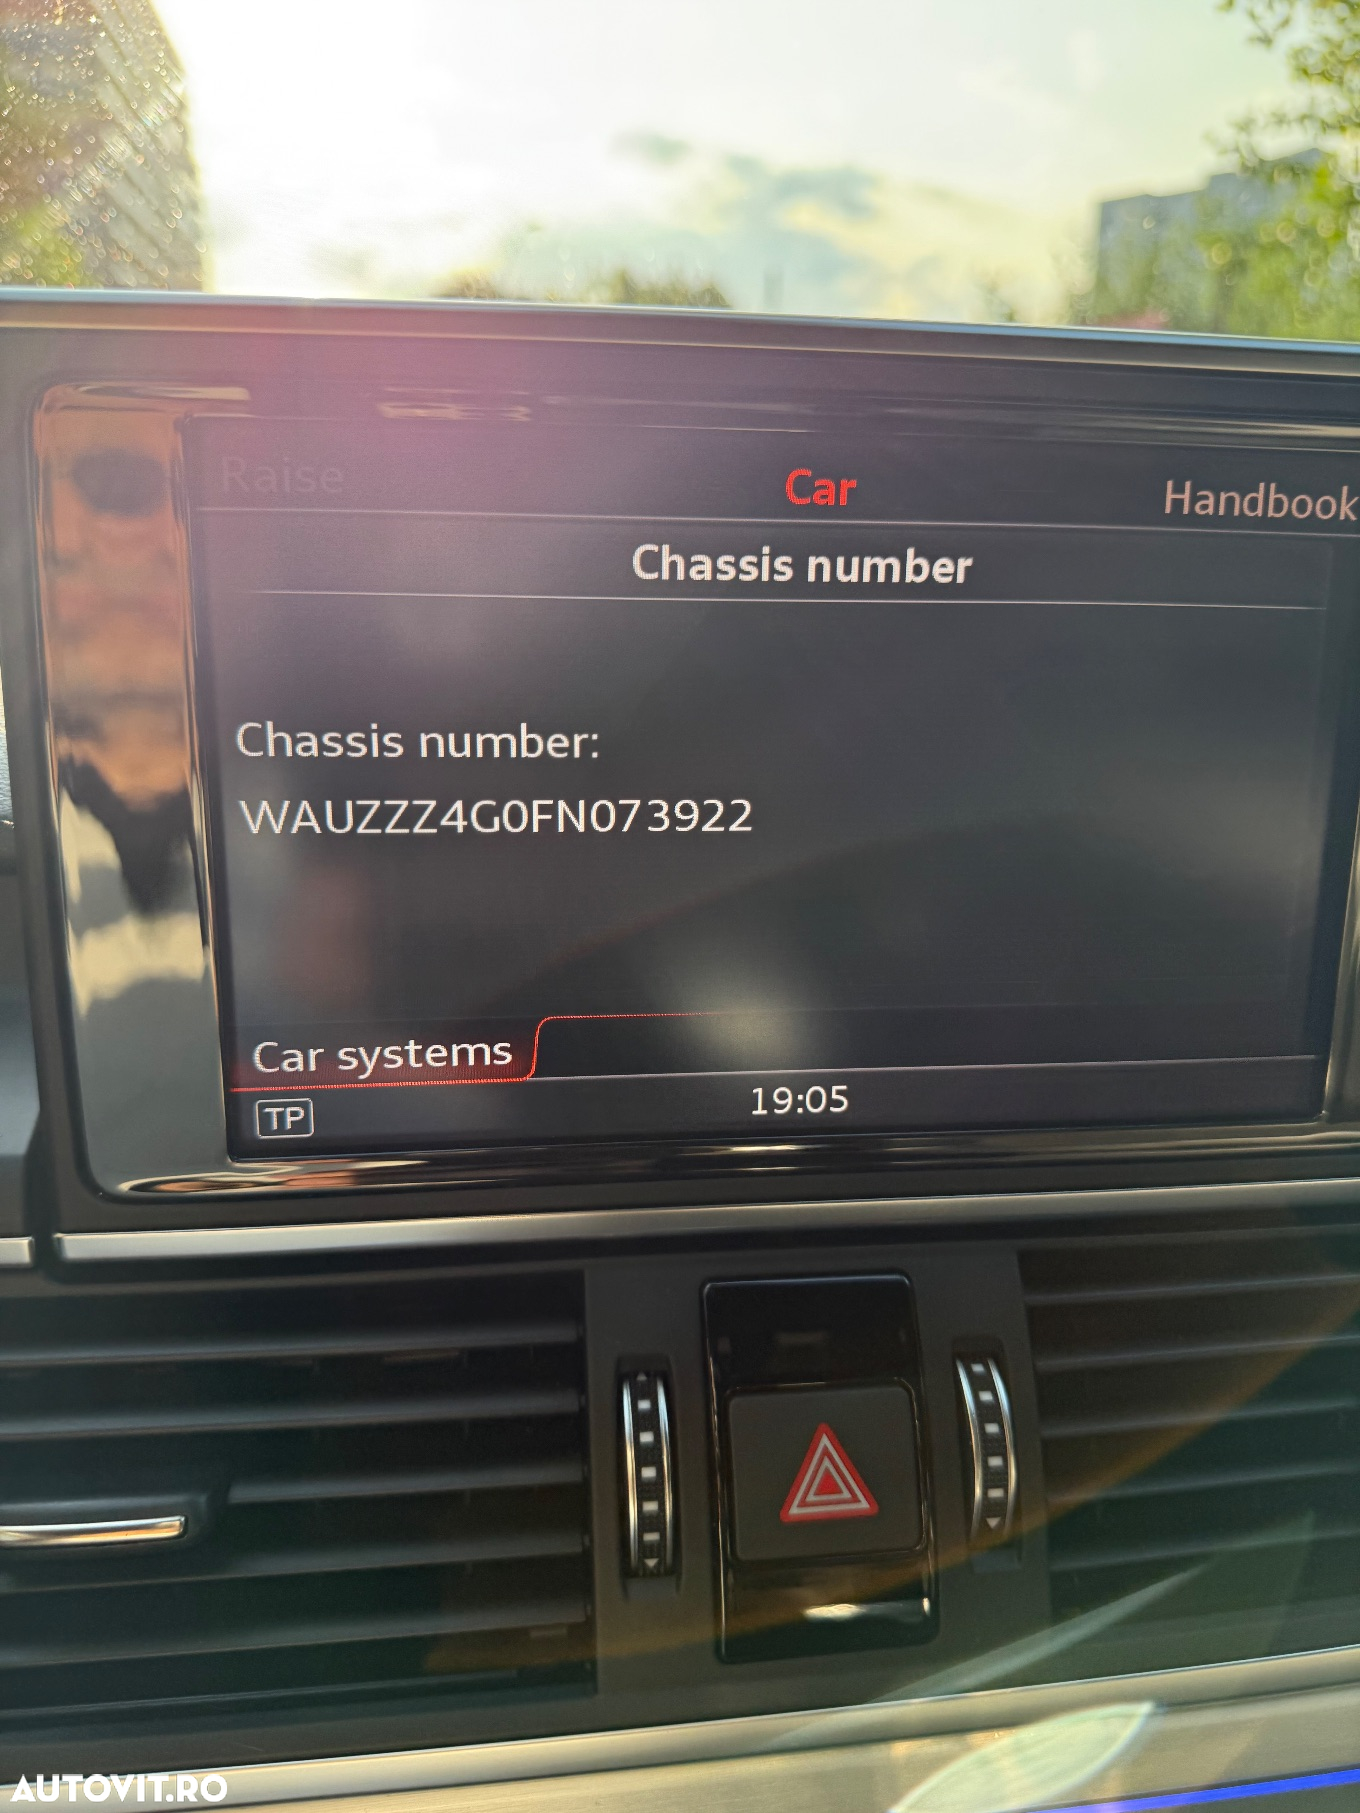 Raise Car Handbook
Chassis number
Chassis number:
WAUZZZ4G0FN073922
Car systems
TP 19:05
AUTOVIT.RO